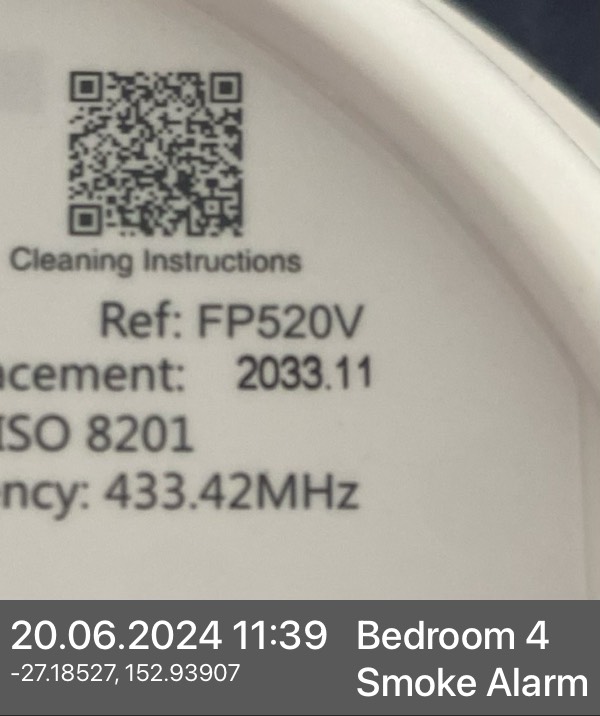 Cleaning Instructions
Ref: FP520V
cement: 2033.11
ISO 8201
ncy: 433.42MHz
20.06.2024 11:39
-27.18527, 152.93907
Bedroom 4
Smoke Alarm